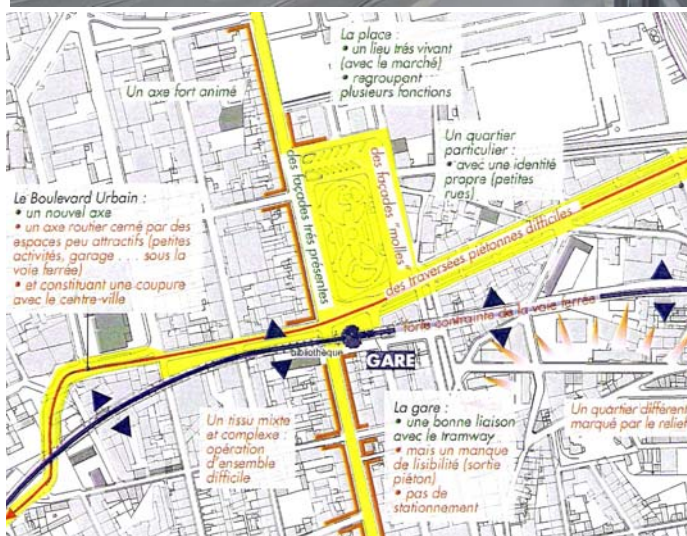 La place :
• un lieu trés vivant
(avec le marché)
• regroupant
plusieurs fonctions
Un axe fort animé
Un quartier
particulier :
• avec une identité
propre (petites
rues)
des façades trés présentes
des façades "molles"
Le Boulevard Urbain :
• un nouvel axe
• un axe routier cerné par des
espaces peu attractifs (petites
activités, garage . . . sous la
voie ferrée)
• et constituant une coupure
avec le centre-ville
des traversées piétonnes difficiles
forte contrainte de la voie ferrée
bibliothèque
GARE
Un tissu mixte
et complexe :
opération
d'ensemble
difficile
La gare :
• une bonne liaison
avec le tramway
• mais un manque
de lisibilité (sortie
piéton)
• pas de
stationnement
Un quartier différent
marqué par le relief